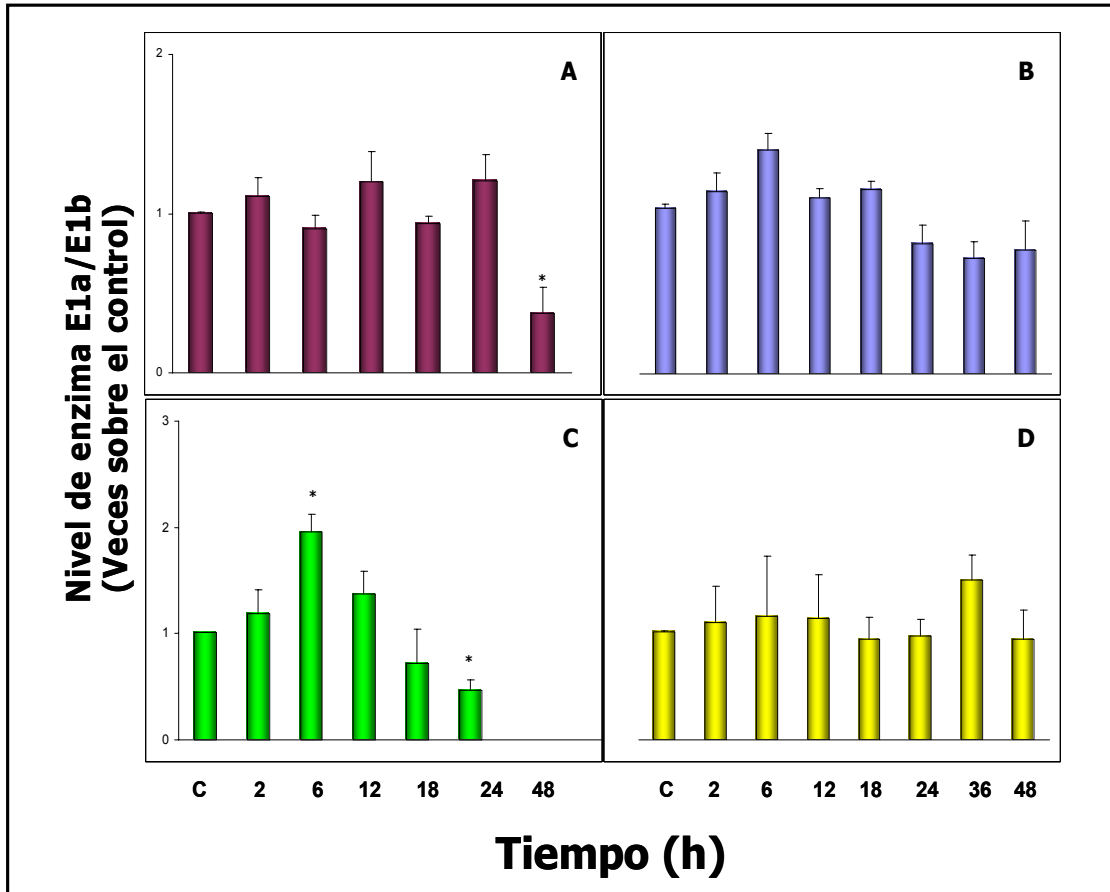 Nivel de enzima E1a/E1b
(Veces sobre el control)
2
1
0
A
*
B
3
2
1
0
C
*
*
D
C 2 6 12 18 24 48
C 2 6 12 18 24 36 48
Tiempo (h)